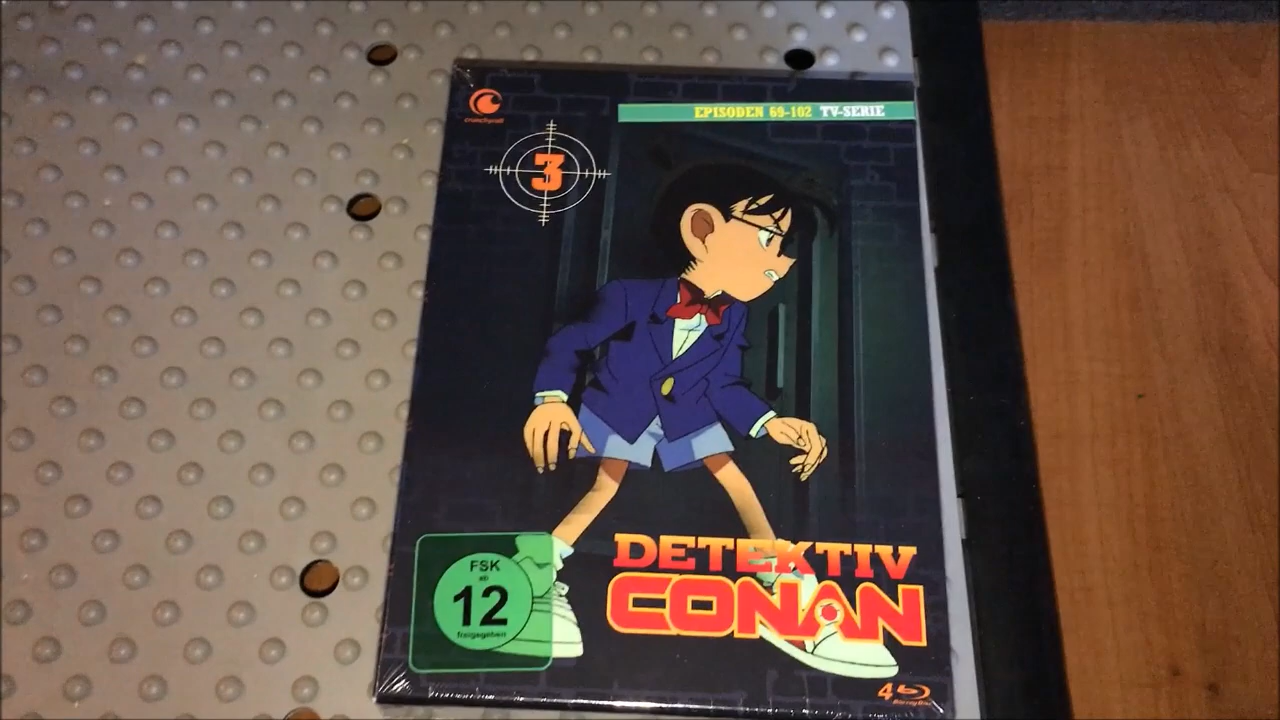 crunchyroll
EPISODEN 69-102 TV-SERIE
3
DETEKTIV
CONAN
FSK
ab
12
freigegeben
4 Blu-ray Disc